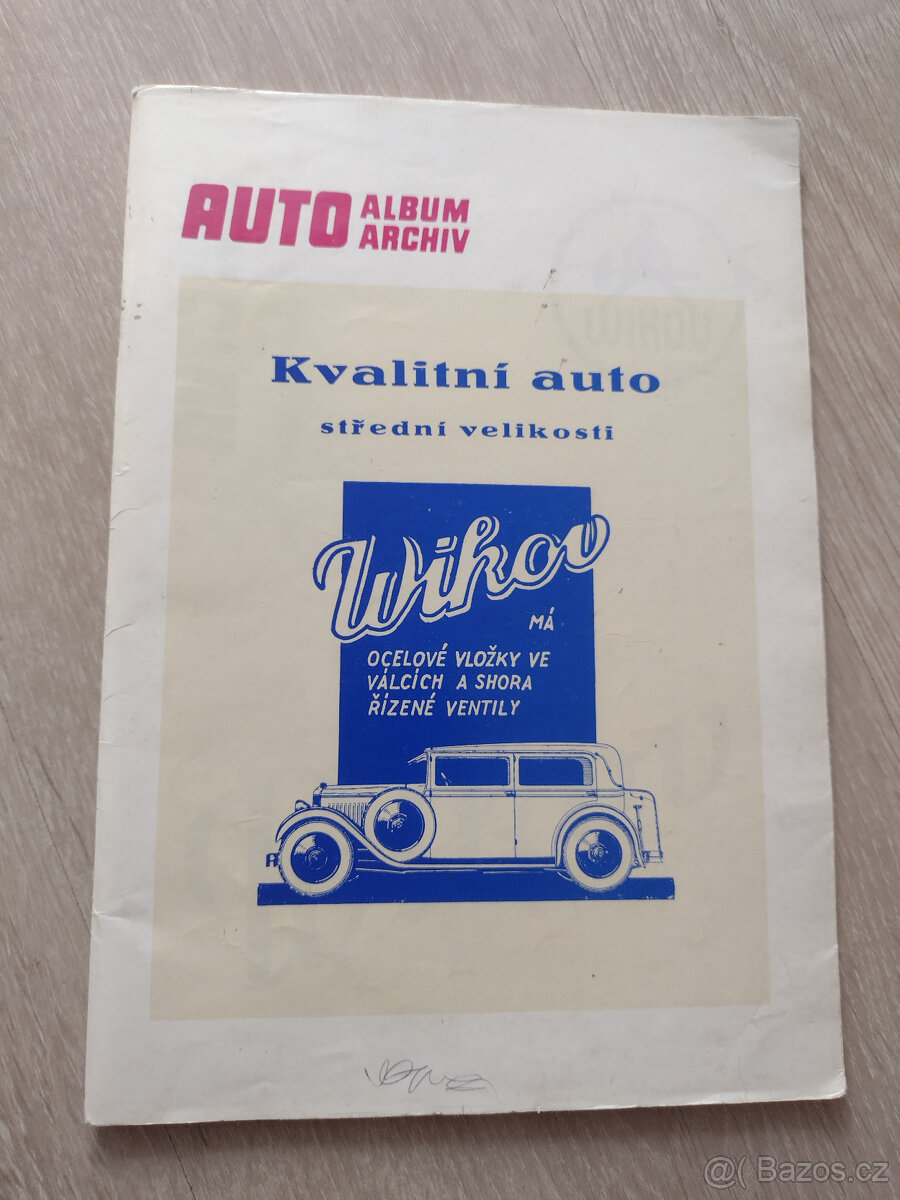 AUTO ALBUM
ARCHIV
Kvalitní auto
střední velikosti
Wikov
MÁ
OCELOVÉ VLOŽKY VE
VÁLCÍCH A SHORA
ŘÍZENÉ VENTILY
@( Bazos.cz